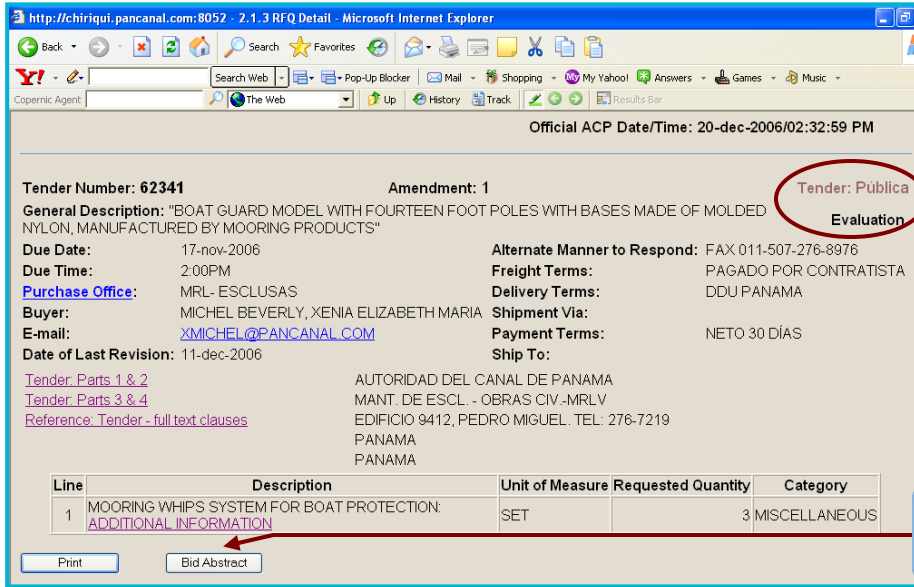 http://chiriqui.pancanal.com:8052 - 2.1.3 RFQ Detail - Microsoft Internet Explorer
Back Search Favorites
Y! Search Web Pop-Up Blocker Mail Shopping My Yahoo! Answers Games Music
Copernic Agent The Web Up History Track Results Bar
Official ACP Date/Time: 20-dec-2006/02:32:59 PM
Tender Number: 62341 Amendment: 1 Tender: Pública
General Description: "BOAT GUARD MODEL WITH FOURTEEN FOOT POLES WITH BASES MADE OF MOLDED
NYLON, MANUFACTURED BY MOORING PRODUCTS" Evaluation
Due Date: 17-nov-2006 Alternate Manner to Respond: FAX 011-507-276-8976
Due Time: 2:00PM Freight Terms: PAGADO POR CONTRATISTA
Purchase Office: MRL- ESCLUSAS Delivery Terms: DDU PANAMA
Buyer: MICHEL BEVERLY, XENIA ELIZABETH MARIA Shipment Via:
E-mail: XMICHEL@PANCANAL.COM Payment Terms: NETO 30 DÍAS
Date of Last Revision: 11-dec-2006 Ship To:
Tender: Parts 1 & 2 AUTORIDAD DEL CANAL DE PANAMA
Tender: Parts 3 & 4 MANT. DE ESCL. - OBRAS CIV.-MRLV
Reference: Tender - full text clauses EDIFICIO 9412, PEDRO MIGUEL. TEL: 276-7219
PANAMA
PANAMA
Line Description Unit of Measure Requested Quantity Category
1 MOORING WHIPS SYSTEM FOR BOAT PROTECTION: SET 3 MISCELLANEOUS
ADDITIONAL INFORMATION
Print Bid Abstract